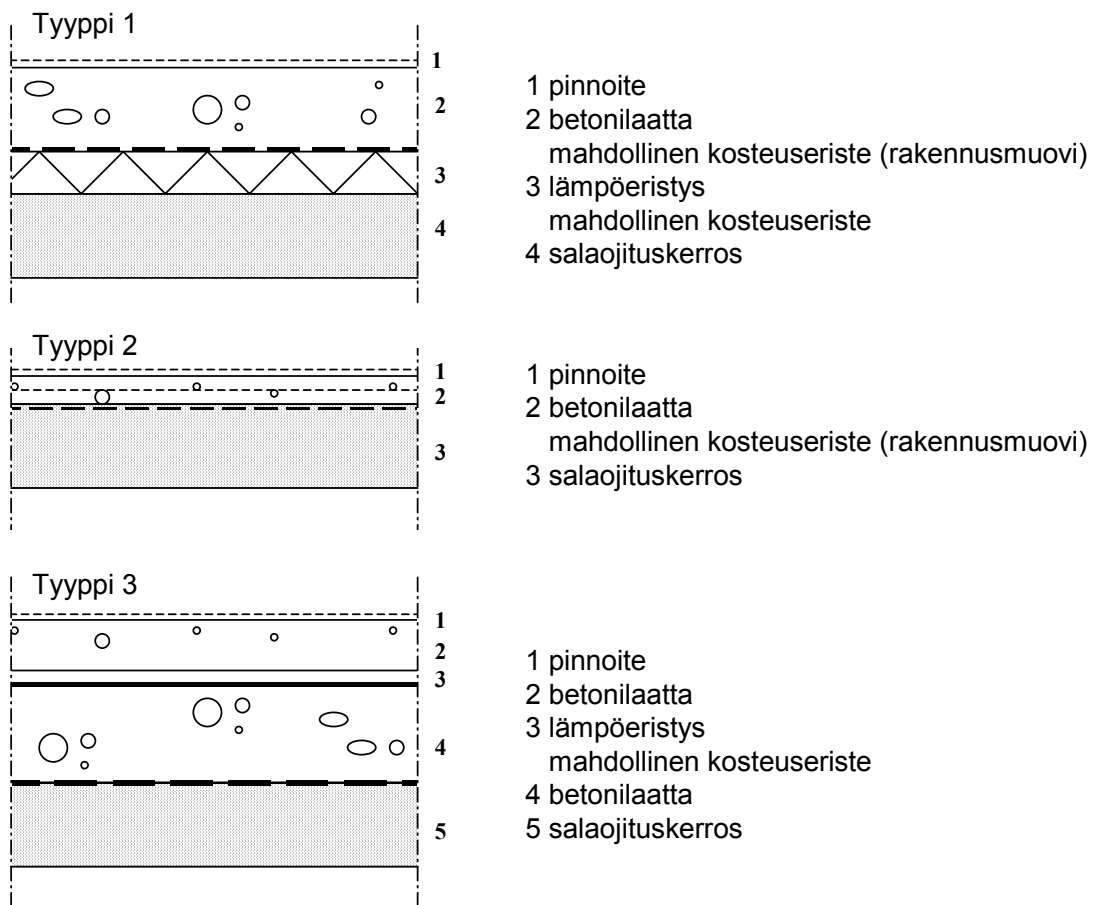 Tyyppi 1
1
2
3
4
1 pinnoite
2 betonilaatta
mahdollinen kosteuseriste (rakennusmuovi)
3 lämpöeristys
mahdollinen kosteuseriste
4 salaojituskerros
Tyyppi 2
1
2
3
1 pinnoite
2 betonilaatta
mahdollinen kosteuseriste (rakennusmuovi)
3 salaojituskerros
Tyyppi 3
1
2
3
4
5
1 pinnoite
2 betonilaatta
3 lämpöeristys
mahdollinen kosteuseriste
4 betonilaatta
5 salaojituskerros